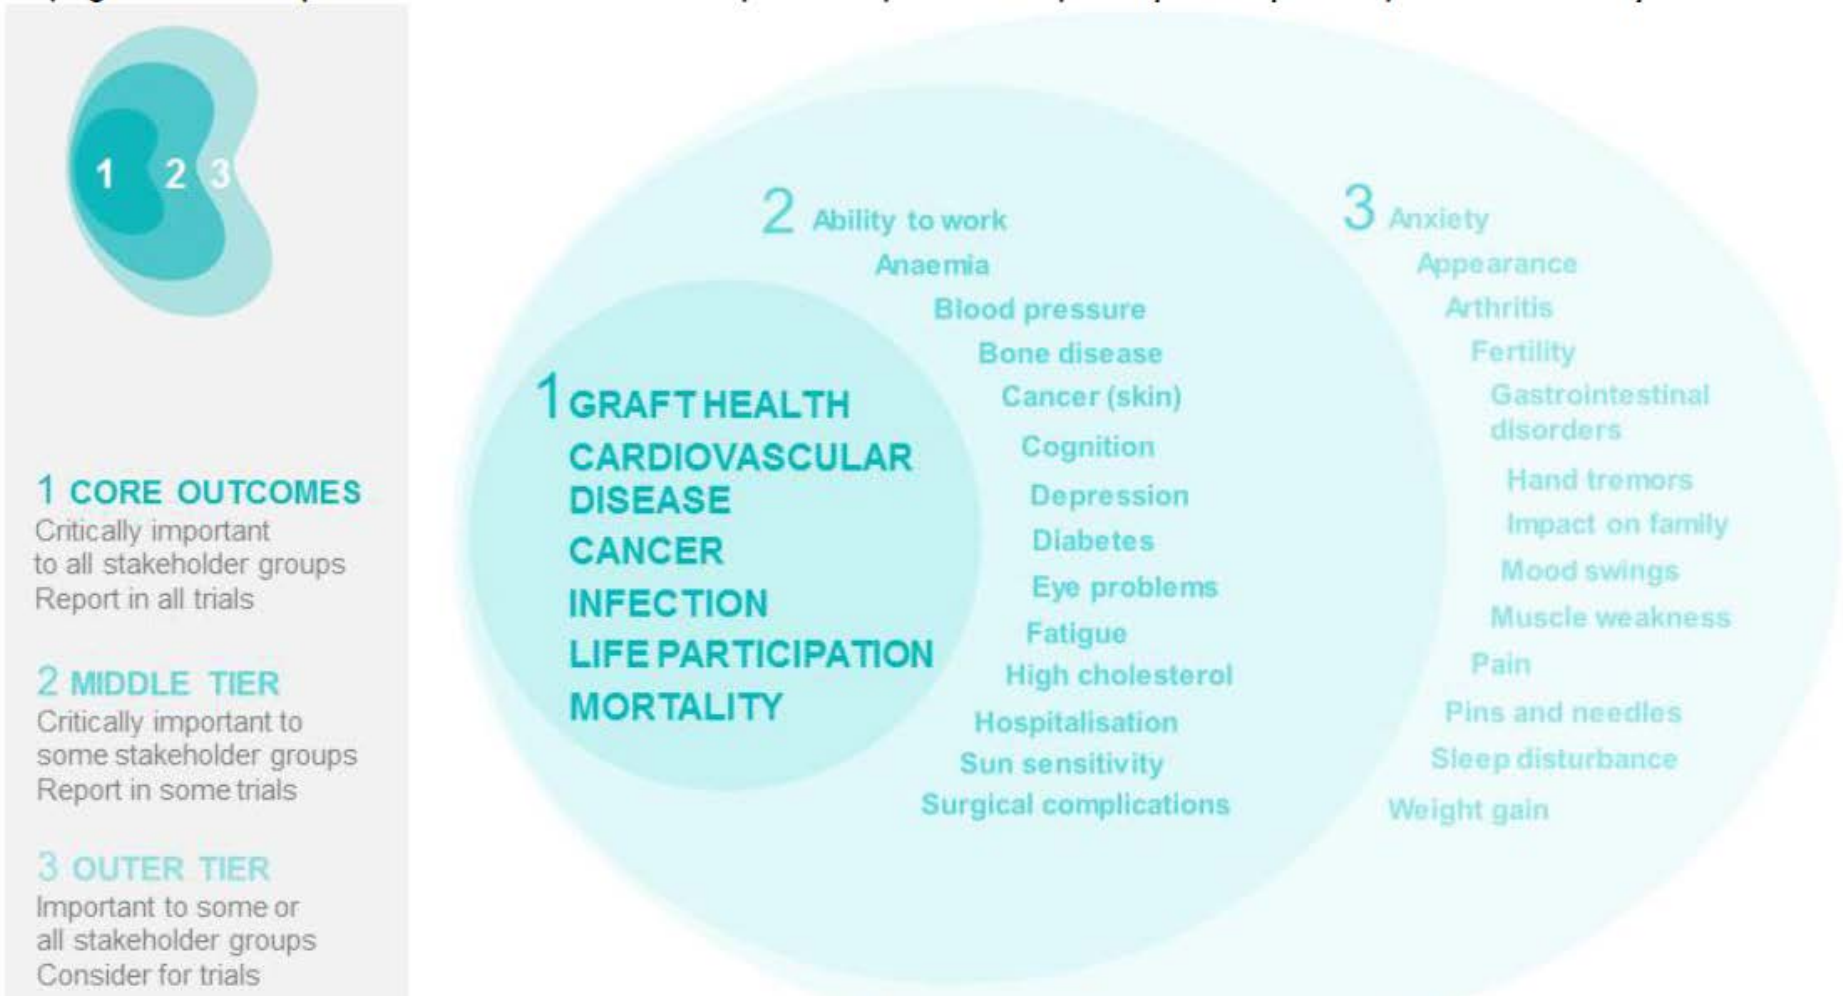 1 2 3
1 CORE OUTCOMES
Critically important
to all stakeholder groups
Report in all trials
2 MIDDLE TIER
Critically important to
some stakeholder groups
Report in some trials
3 OUTER TIER
Important to some or
all stakeholder groups
Consider for trials
1 GRAFT HEALTH
CARDIOVASCULAR
DISEASE
CANCER
INFECTION
LIFE PARTICIPATION
MORTALITY
2 Ability to work
Anaemia
Blood pressure
Bone disease
Cancer (skin)
Cognition
Depression
Diabetes
Eye problems
Fatigue
High cholesterol
Hospitalisation
Sun sensitivity
Surgical complications
3 Anxiety
Appearance
Arthritis
Fertility
Gastrointestinal
disorders
Hand tremors
Impact on family
Mood swings
Muscle weakness
Pain
Pins and needles
Sleep disturbance
Weight gain